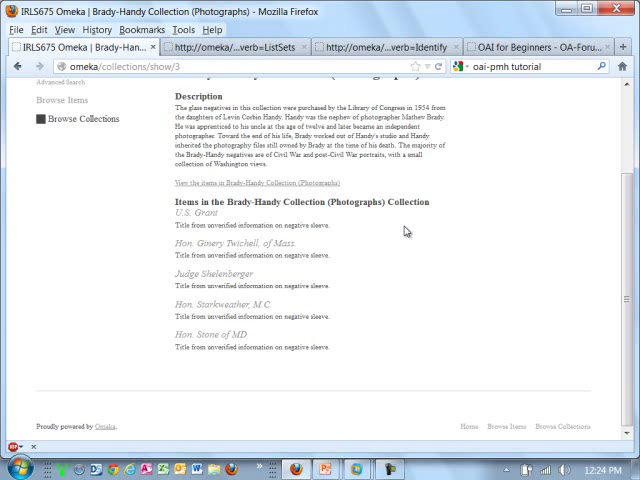 IRLS675 Omeka | Brady-Handy Collection (Photographs) - Mozilla Firefox
File Edit View History Bookmarks Tools Help
IRLS675 Omeka | Brady-Han... × http://omeka/...verb=ListSets × http://omeka/...verb=Identify × OAI for Beginners - OA-Foru... ×
omeka/collections/show/3 oai-pmh tutorial
Advanced Search
Browse Items
Browse Collections
Description
The glass negatives in this collection were purchased by the Library of Congress in 1954 from
the daughters of Levin Corbin Handy. Handy was the nephew of photographer Mathew Brady.
He was apprenticed to his uncle at the age of twelve and later became an independent
photographer. Toward the end of his life, Brady worked out of Handy's studio and Handy
inherited the photography files still owned by Brady at the time of his death. The majority of
the Brady-Handy negatives are of Civil War and post-Civil War portraits, with a small
collection of Washington views.
View the items in Brady-Handy Collection (Photographs)
Items in the Brady-Handy Collection (Photographs) Collection
U.S. Grant
Title from unverified information on negative sleeve.
Hon. Ginery Twichell, of Mass.
Title from unverified information on negative sleeve.
Judge Shelenberger
Title from unverified information on negative sleeve.
Hon. Starkweather, M.C.
Title from unverified information on negative sleeve.
Hon. Stone of MD
Title from unverified information on negative sleeve.
Proudly powered by Omeka. Home Browse Items Browse Collections
12:24 PM